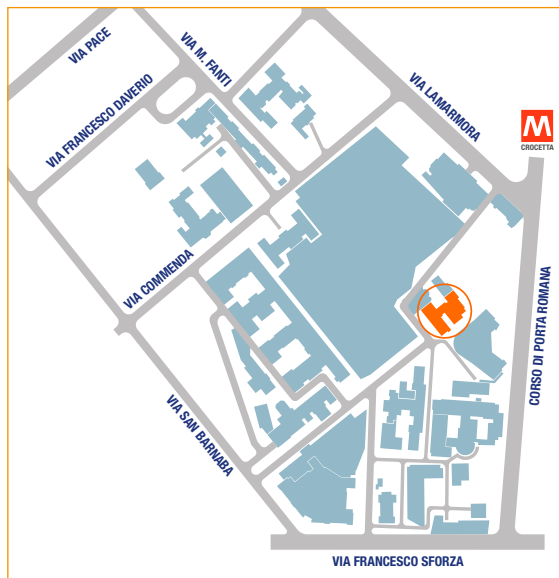 VIA PACE
VIA M. FANTI
VIA LAMARMORA
VIA FRANCESCO DAVERIO
M
CROCETTA
VIA COMMENDA
CORSO DI PORTA ROMANA
VIA SAN BARNABA
VIA FRANCESCO SFORZA